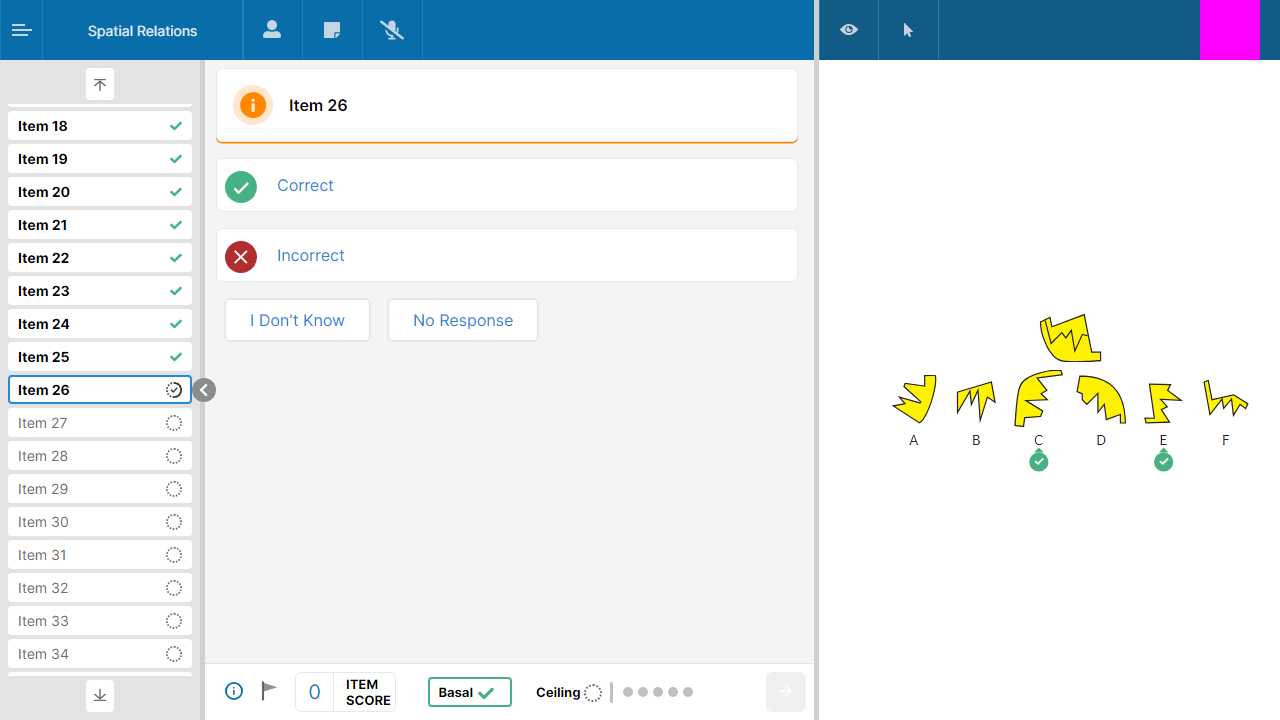 Spatial Relations
Item 18
Item 19
Item 20
Item 21
Item 22
Item 23
Item 24
Item 25
Item 26
Item 27
Item 28
Item 29
Item 30
Item 31
Item 32
Item 33
Item 34
Item 26
Correct
Incorrect
I Don’t Know
No Response
0
ITEM
SCORE
Basal
Ceiling
A B C D E F